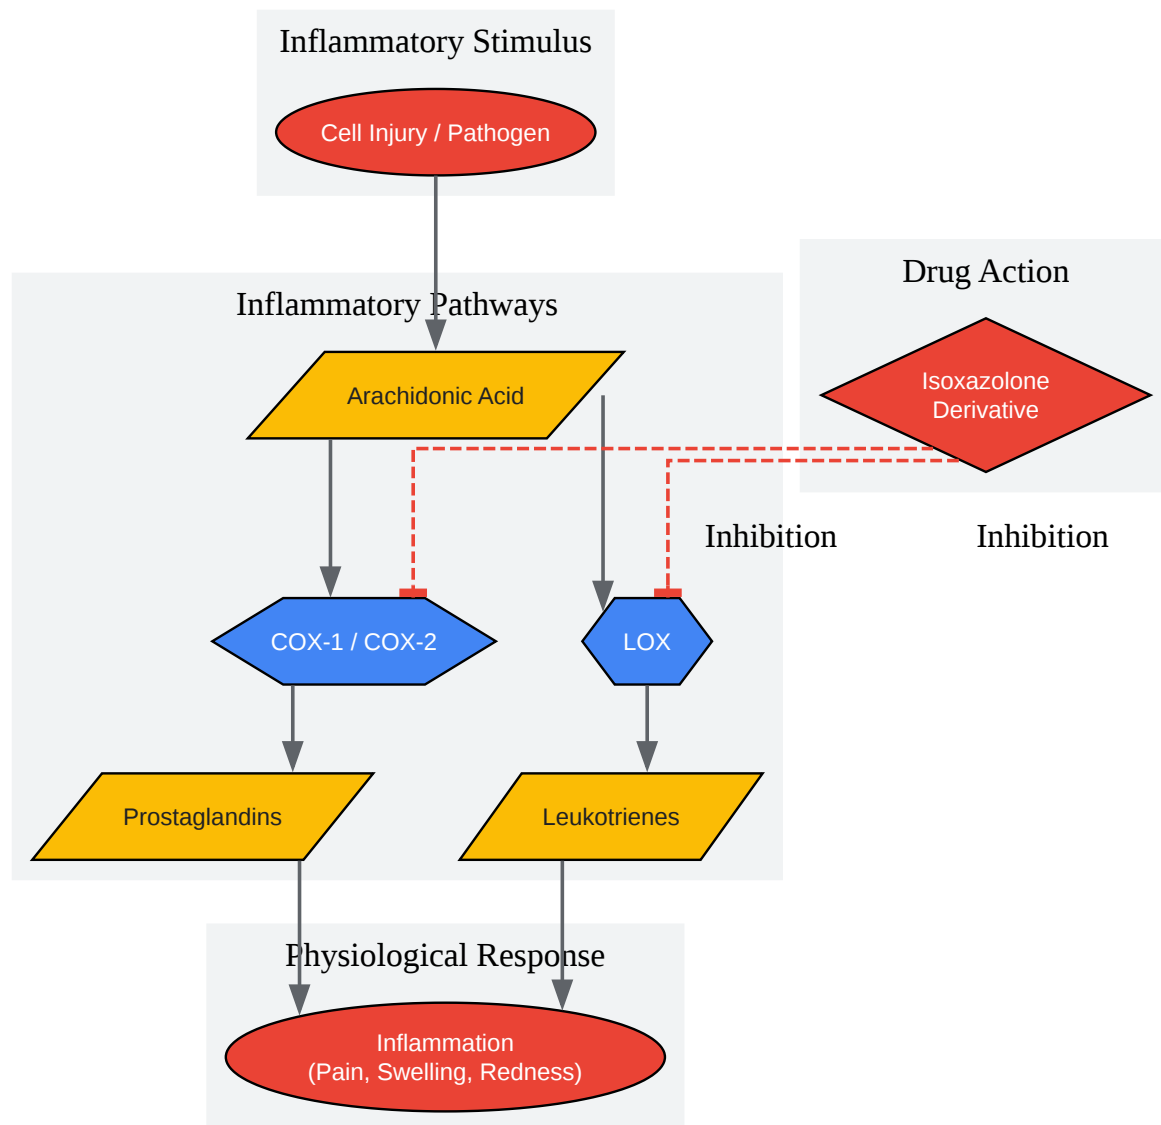 Inflammatory Stimulus
Cell Injury / Pathogen
Drug Action
Inflammatory Pathways
Isoxazolone
Derivative
Arachidonic Acid
Inhibition
Inhibition
COX-1 / COX-2
LOX
Prostaglandins
Leukotrienes
Physiological Response
Inflammation
(Pain, Swelling, Redness)